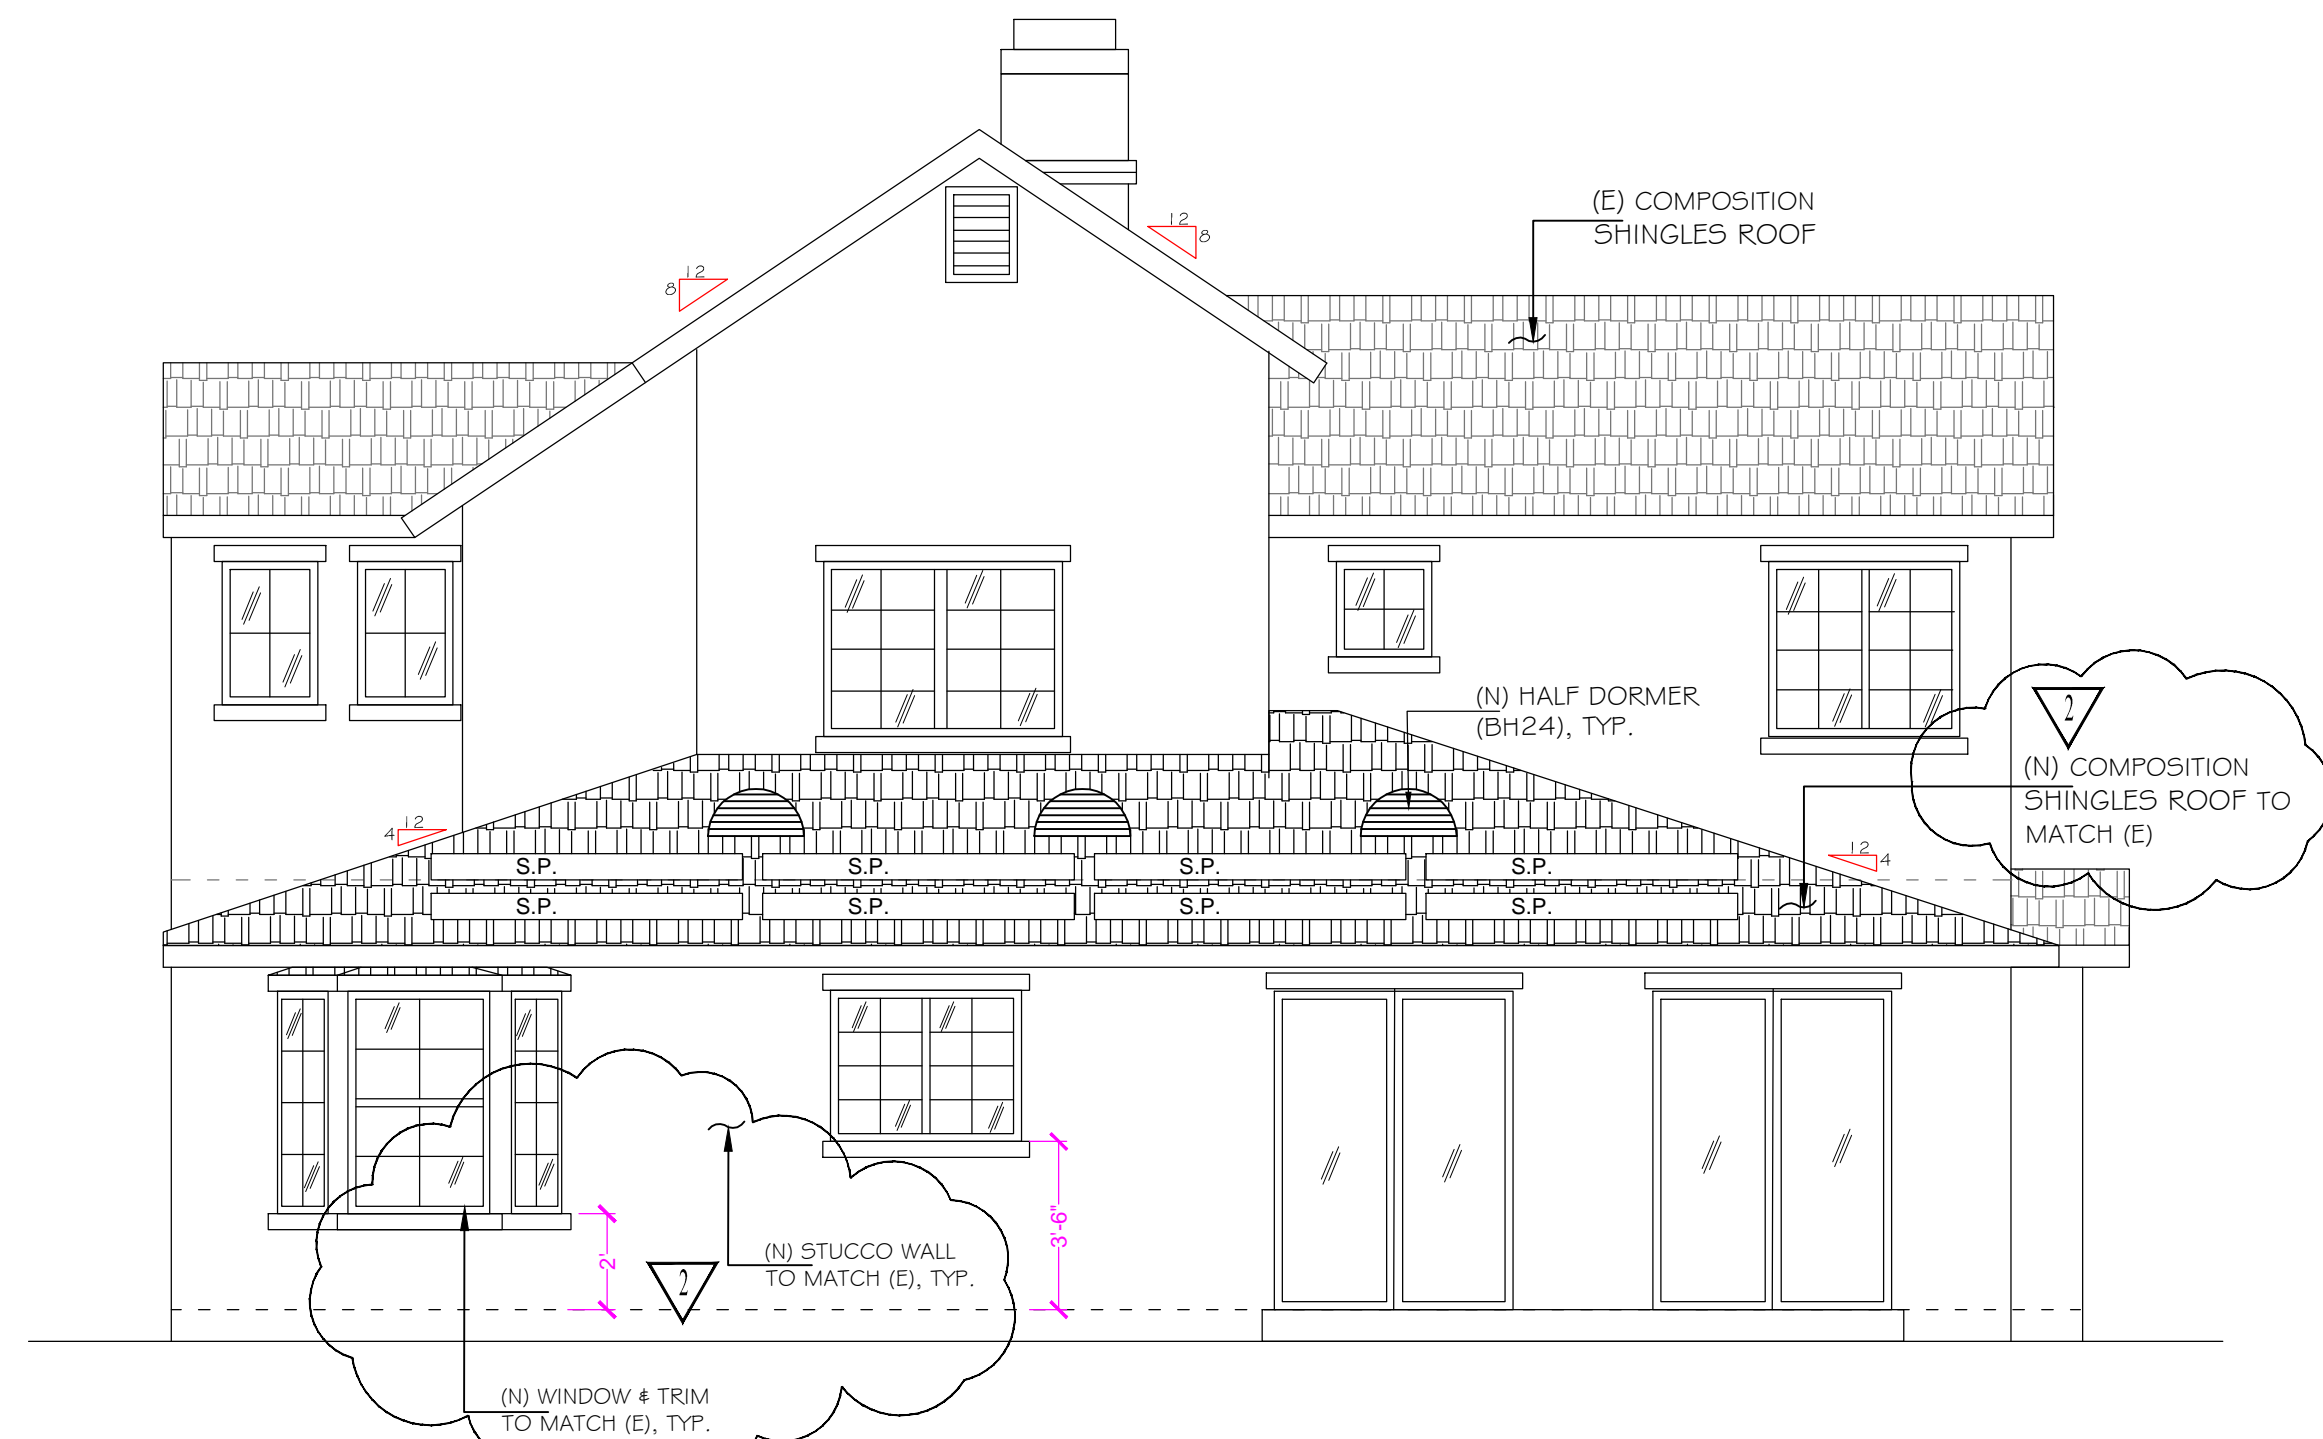 (E) COMPOSITION
SHINGLES ROOF
12
8
12
8
(N) HALF DORMER
(BH24), TYP.
2
(N) COMPOSITION
SHINGLES ROOF TO
MATCH (E)
12
4
12
4
S.P.
S.P.
S.P.
S.P.
S.P.
S.P.
S.P.
S.P.
2'
3'-6"
2
(N) STUCCO WALL
TO MATCH (E), TYP.
(N) WINDOW & TRIM
TO MATCH (E), TYP.